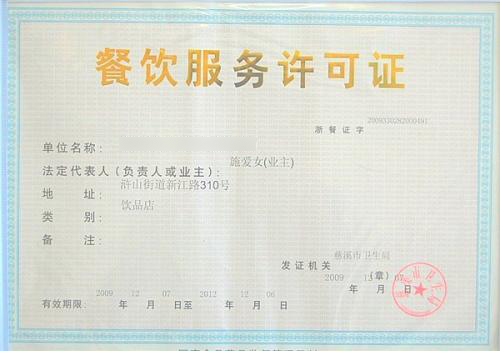 餐饮服务许可证
2009330282000491
浙餐证字
单位名称：
法定代表人（负责人或业主）：施爱女(业主)
地 址：浒山街道新江路310号
类 别：饮品店
备 注：
发证机关 慈溪市卫生局
（章）
2009 年 12 月 07 日
有效期限： 2009 年 12 月 07 日至 2012 年 12 月 06 日